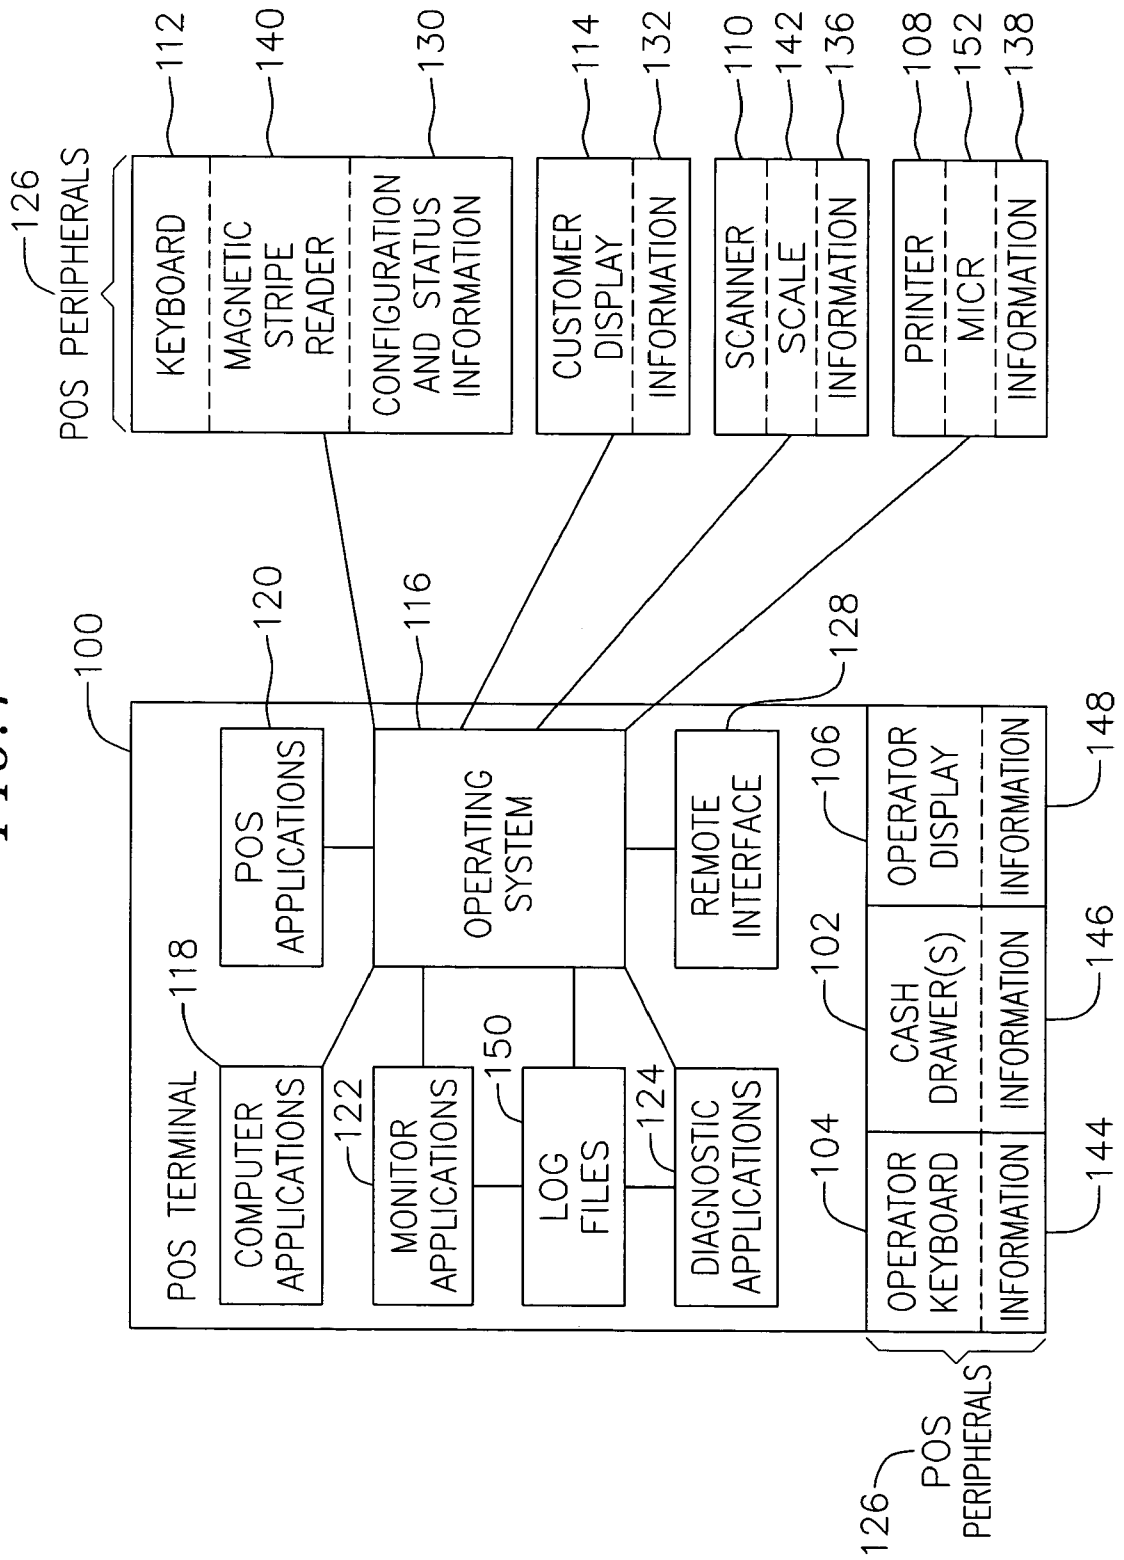 126
POS PERIPHERALS
KEYBOARD
112
MAGNETIC
STRIPE
READER
140
CONFIGURATION
AND STATUS
INFORMATION
130
CUSTOMER
DISPLAY
114
INFORMATION
132
SCANNER
110
SCALE
142
INFORMATION
136
PRINTER
108
MICR
152
INFORMATION
138
100
POS TERMINAL
118
COMPUTER
APPLICATIONS
POS
APPLICATIONS
120
122
MONITOR
APPLICATIONS
OPERATING
SYSTEM
116
150
LOG
FILES
124
DIAGNOSTIC
APPLICATIONS
REMOTE
INTERFACE
128
104
OPERATOR
KEYBOARD
INFORMATION
144
102
CASH
DRAWER(S)
INFORMATION
146
106
OPERATOR
DISPLAY
INFORMATION
148
126
POS
PERIPHERALS